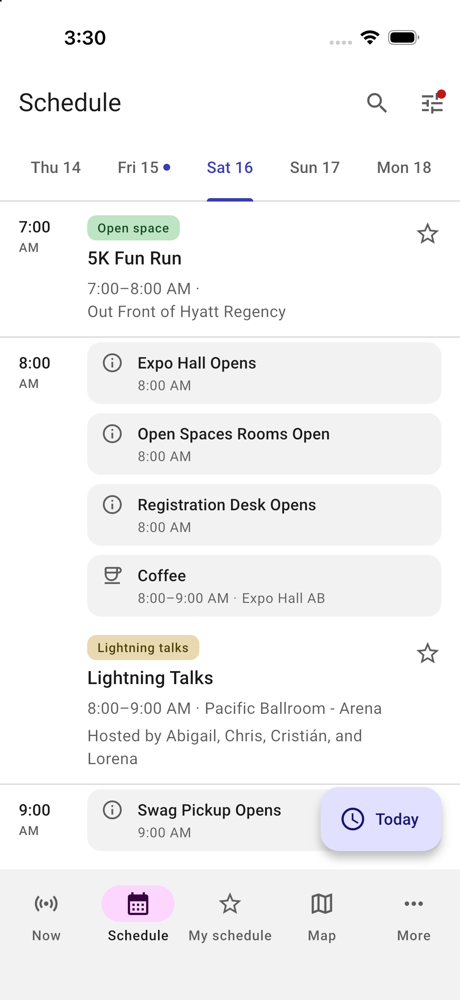 3:30
Schedule
Thu 14
Fri 15
Sat 16
Sun 17
Mon 18
7:00
AM
Open space
5K Fun Run
7:00–8:00 AM ·
Out Front of Hyatt Regency
8:00
AM
Expo Hall Opens
8:00 AM
Open Spaces Rooms Open
8:00 AM
Registration Desk Opens
8:00 AM
Coffee
8:00–9:00 AM · Expo Hall AB
Lightning talks
Lightning Talks
8:00–9:00 AM · Pacific Ballroom - Arena
Hosted by Abigail, Chris, Cristián, and
Lorena
9:00
AM
Swag Pickup Opens
9:00 AM
Today
Now
Schedule
My schedule
Map
More